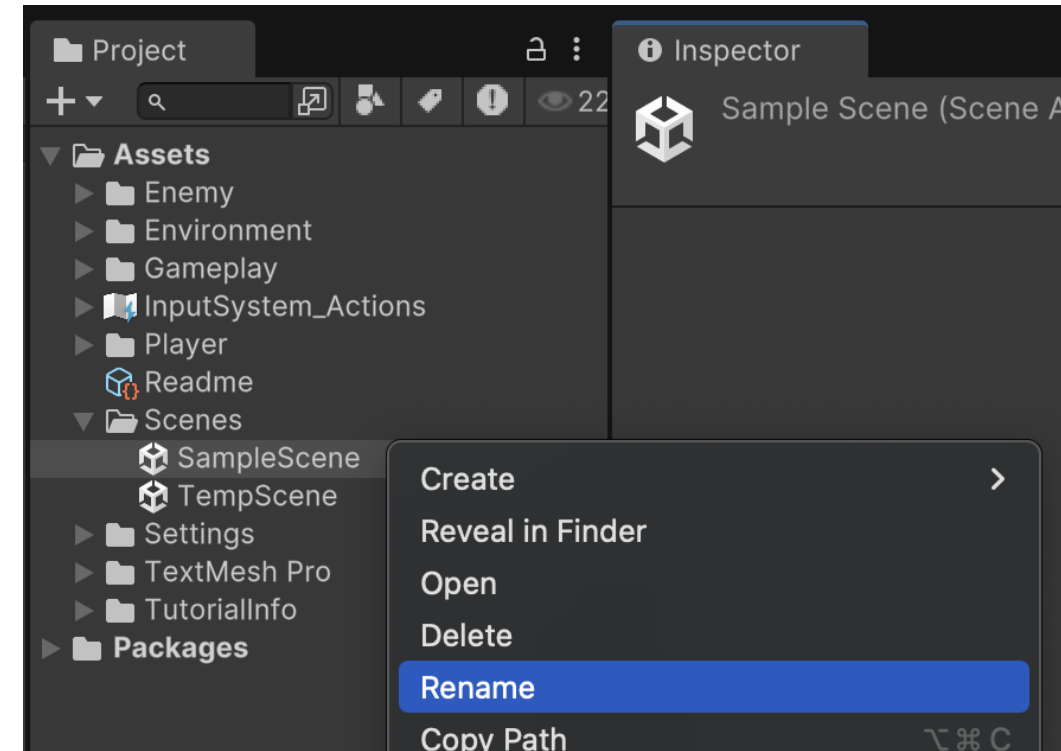 Project
Inspector
22
Sample Scene (Scene A
Assets
Enemy
Environment
Gameplay
InputSystem_Actions
Player
Readme
Scenes
SampleScene
TempScene
Settings
TextMesh Pro
TutorialInfo
Packages
Create
Reveal in Finder
Open
Delete
Rename
Copy Path ⌥⌘C